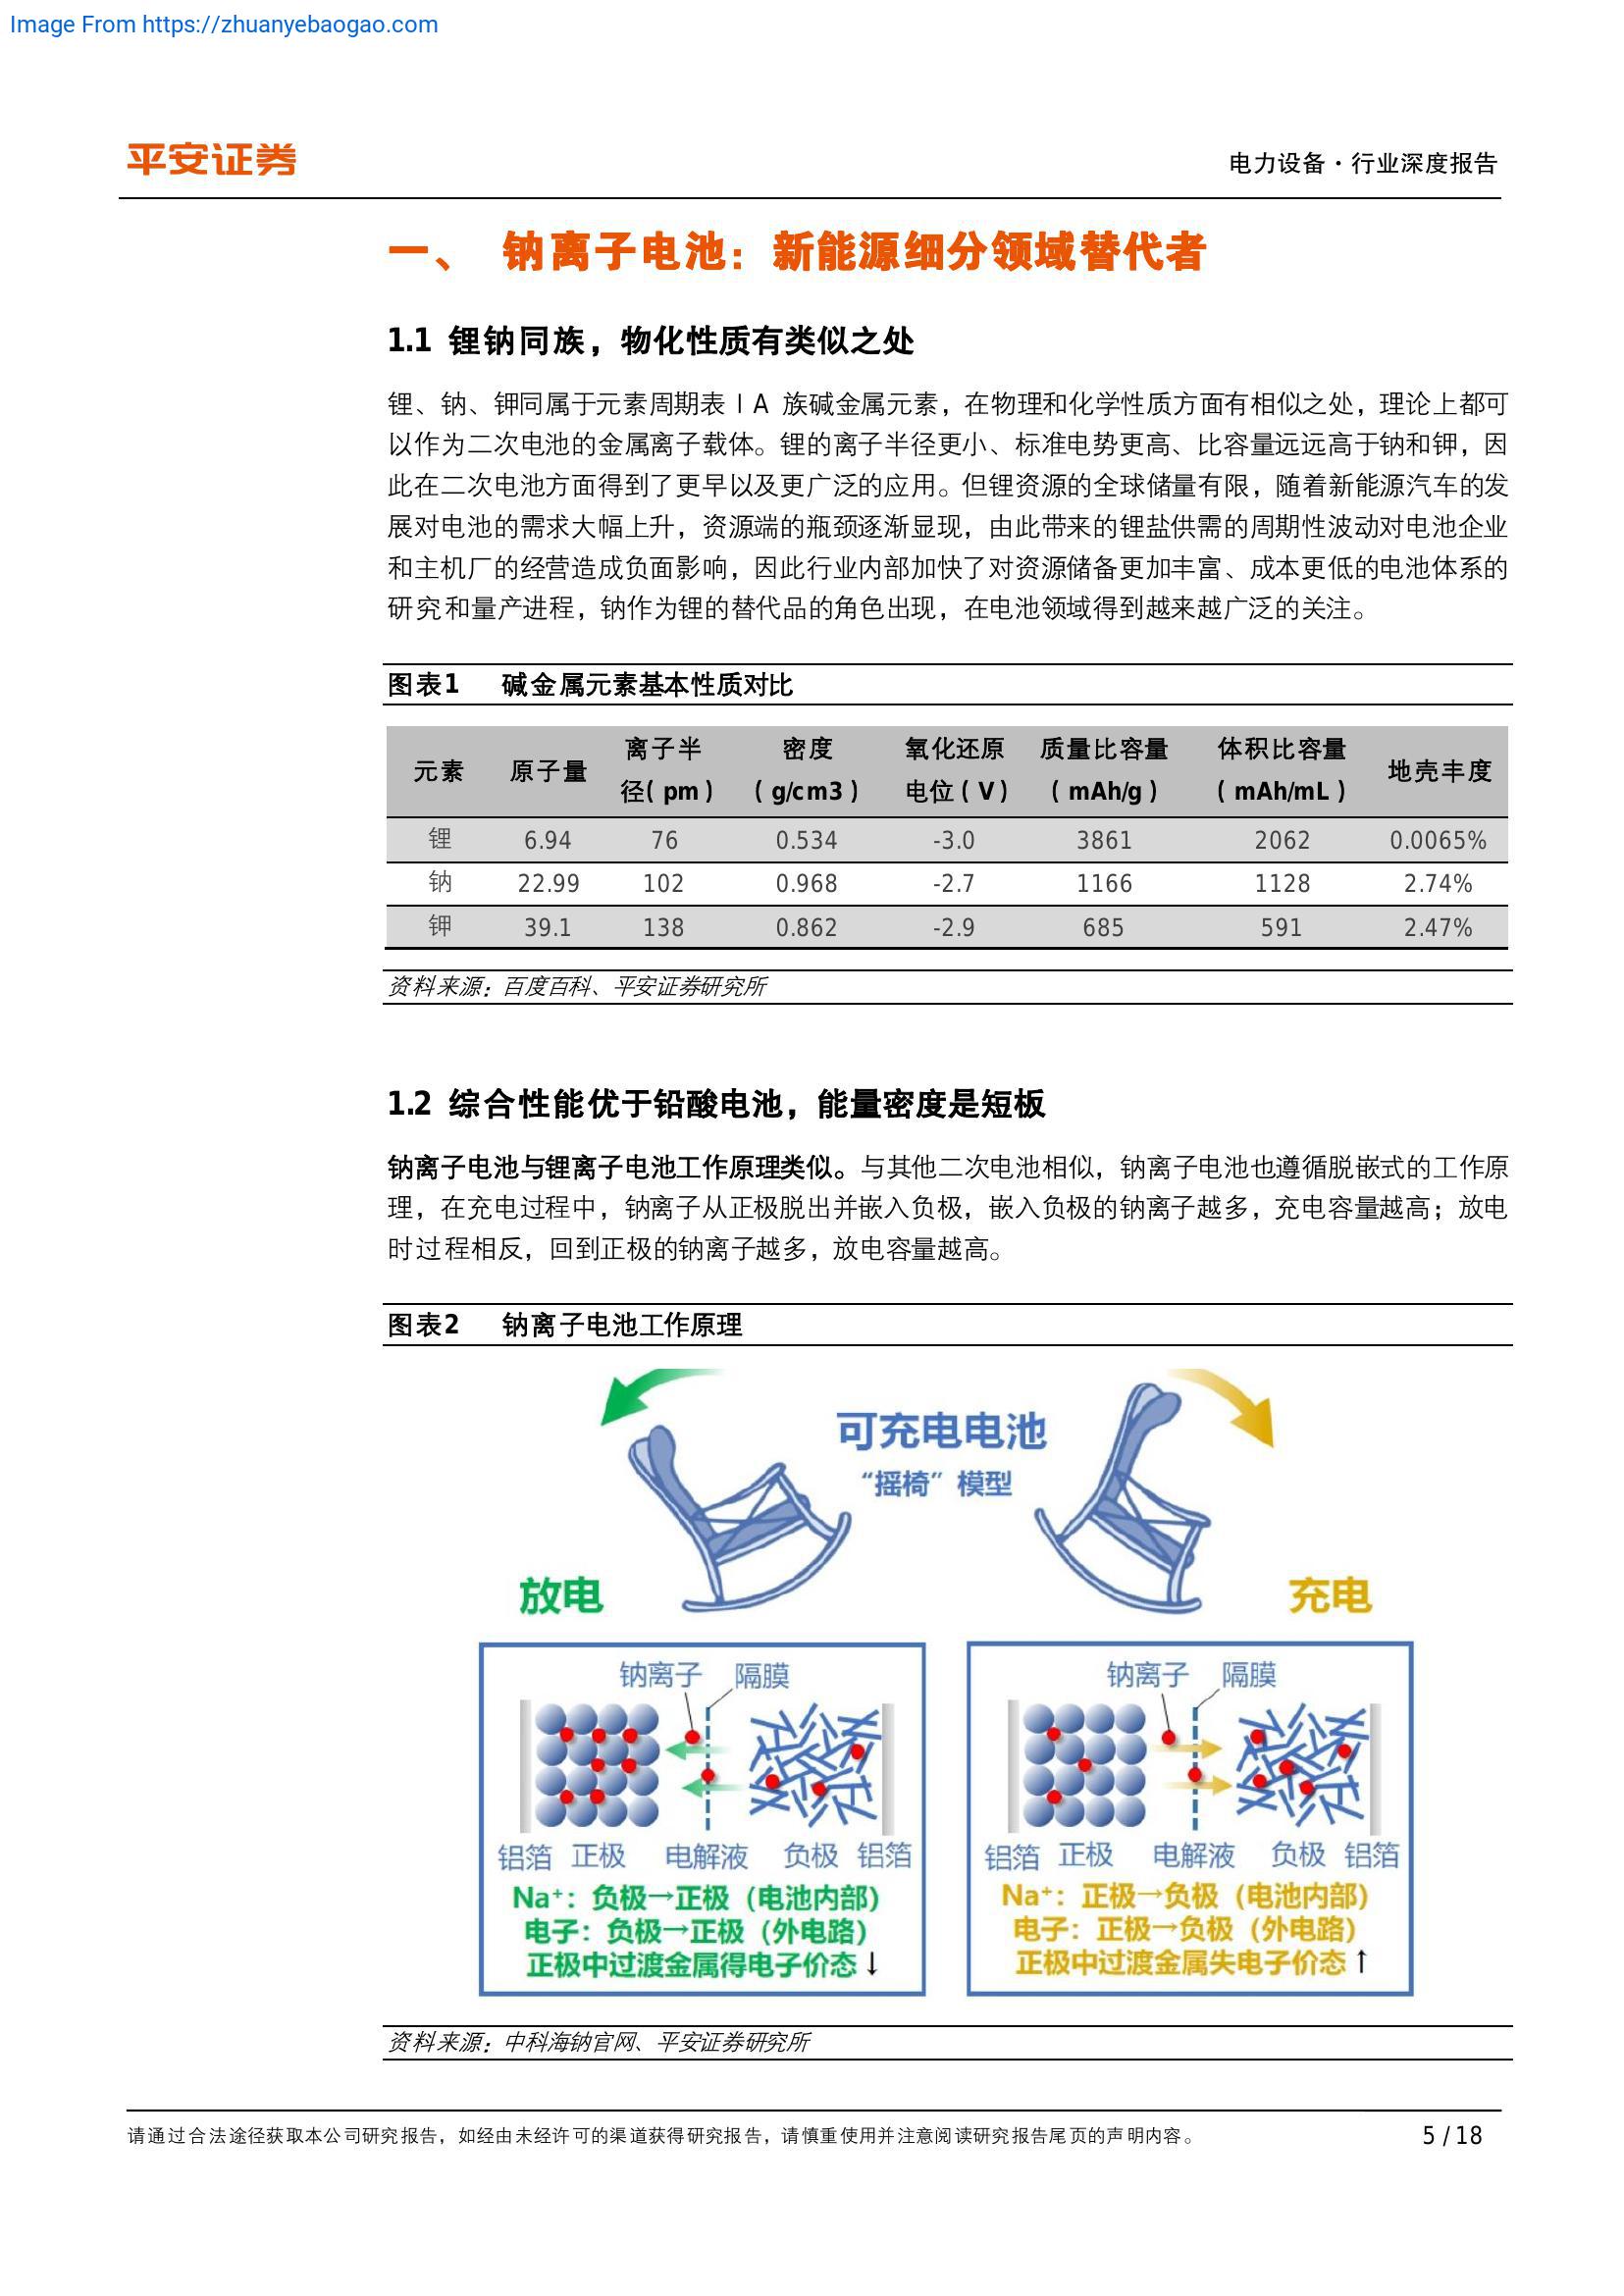 Image From https://zhuanyebaogao.com
平安证券
电力设备·行业深度报告
一、 钠离子电池：新能源细分领域替代者
1.1 锂钠同族，物化性质有类似之处
锂、钠、钾同属于元素周期表 I A 族碱金属元素，在物理和化学性质方面有相似之处，理论上都可
以作为二次电池的金属离子载体。锂的离子半径更小、标准电势更高、比容量远远高于钠和钾，因
此在二次电池方面得到了更早以及更广泛的应用。但锂资源的全球储量有限，随着新能源汽车的发
展对电池的需求大幅上升，资源端的瓶颈逐渐显现，由此带来的锂盐供需的周期性波动对电池企业
和主机厂的经营造成负面影响，因此行业内部加快了对资源储备更加丰富、成本更低的电池体系的
研究和量产进程，钠作为锂的替代品的角色出现，在电池领域得到越来越广泛的关注。
图表1 碱金属元素基本性质对比
元素 原子量 离子半径(pm) 密度(g/cm3) 氧化还原电位(V) 质量比容量(mAh/g) 体积比容量(mAh/mL) 地壳丰度
锂 6.94 76 0.534 -3.0 3861 2062 0.0065%
钠 22.99 102 0.968 -2.7 1166 1128 2.74%
钾 39.1 138 0.862 -2.9 685 591 2.47%
资料来源：百度百科、平安证券研究所
1.2 综合性能优于铅酸电池，能量密度是短板
钠离子电池与锂离子电池工作原理类似。与其他二次电池相似，钠离子电池也遵循脱嵌式的工作原
理，在充电过程中，钠离子从正极脱出并嵌入负极，嵌入负极的钠离子越多，充电容量越高；放电
时过程相反，回到正极的钠离子越多，放电容量越高。
图表2 钠离子电池工作原理
可充电电池
“摇椅”模型
放电
充电
钠离子 隔膜
铝箔 正极 电解液 负极 铝箔
Na⁺：负极→正极（电池内部）
电子：负极→正极（外电路）
正极中过渡金属得电子价态↓
钠离子 隔膜
铝箔 正极 电解液 负极 铝箔
Na⁺：正极→负极（电池内部）
电子：正极→负极（外电路）
正极中过渡金属失电子价态↑
资料来源：中科海钠官网、平安证券研究所
请通过合法途径获取本公司研究报告，如经由未经许可的渠道获得研究报告，请慎重使用并注意阅读研究报告尾页的声明内容。
5 / 18